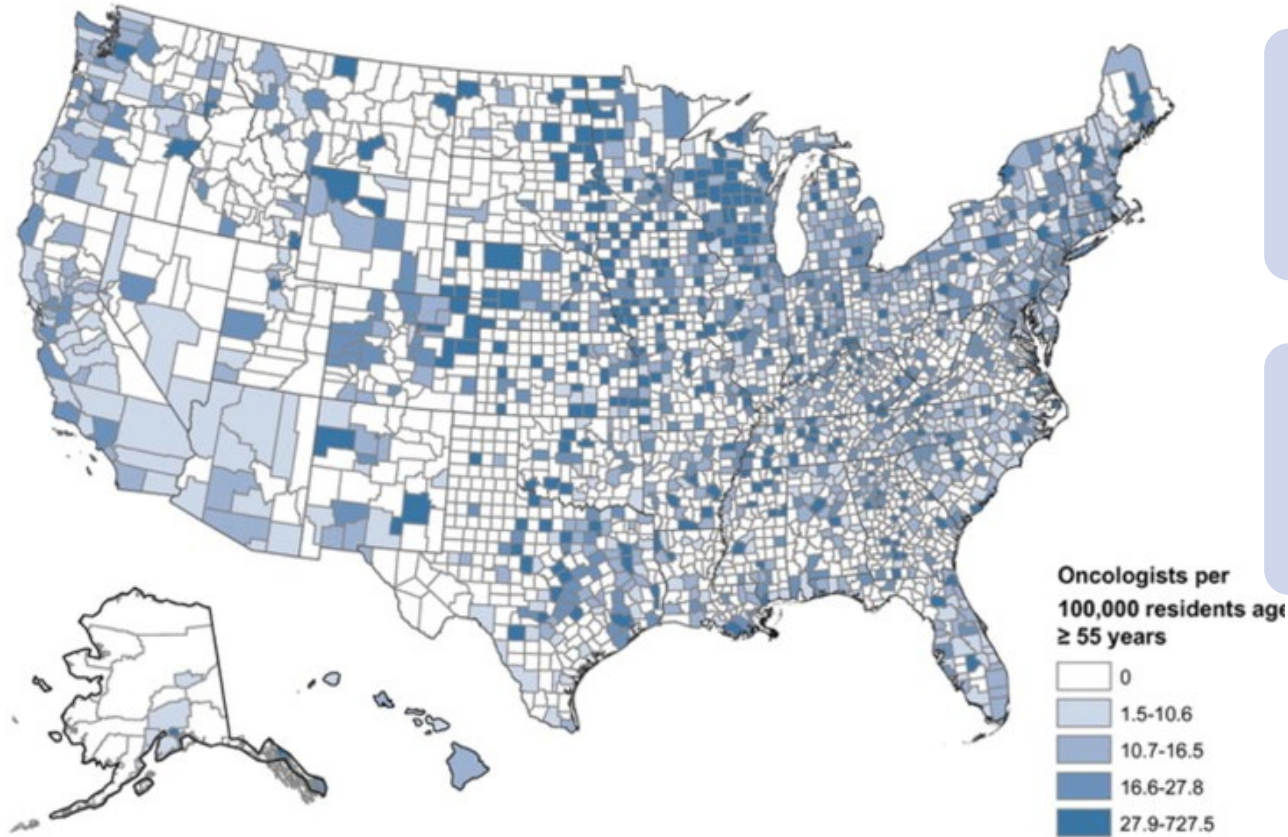 Oncologists per
100,000 residents age
≥ 55 years
0
1.5-10.6
10.7-16.5
16.6-27.8
27.9-727.5